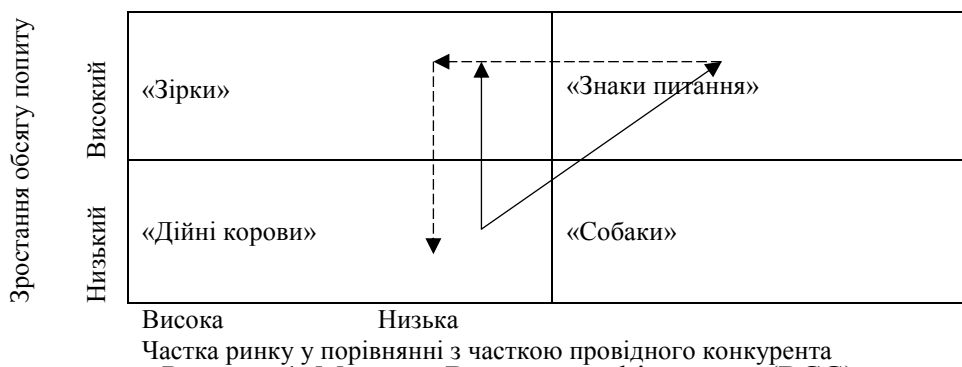 Зростання обсягу попиту
Високий
Низький
«Зірки»
«Знаки питання»
«Дійні корови»
«Собаки»
Висока Низька
Частка ринку у порівнянні з часткою провідного конкурента